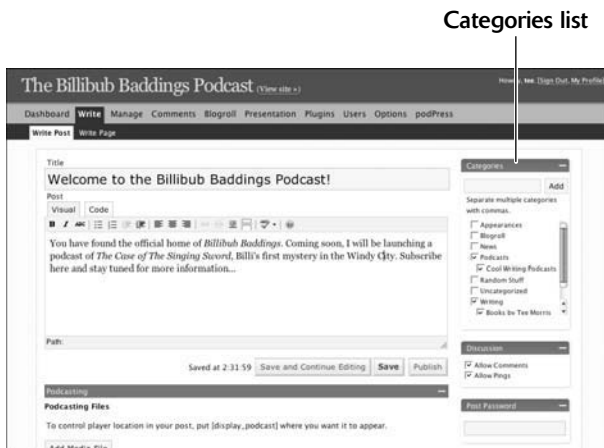 Categories list
The Billibub Baddings Podcast (View site »)
Howdy, tee. [Sign Out, My Profile]
Dashboard Write Manage Comments Blogroll Presentation Plugins Users Options podPress
Write Post Write Page
Title
Welcome to the Billibub Baddings Podcast!
Post
Visual Code
B I ABC
You have found the official home of Billibub Baddings. Coming soon, I will be launching a
podcast of The Case of The Singing Sword, Billi's first mystery in the Windy City. Subscribe
here and stay tuned for more information...
Path:
Saved at 2:31:59 Save and Continue Editing Save Publish
Podcasting
Podcasting Files
To control player location in your post, put [display_podcast] where you want it to appear.
Add Media File
Categories
Add
Separate multiple categories
with commas.
Appearances
Blogroll
News
Podcasts
Cool Writing Podcasts
Random Stuff
Uncategorized
Writing
Books by Tee Morris
Discussion
Allow Comments
Allow Pings
Post Password